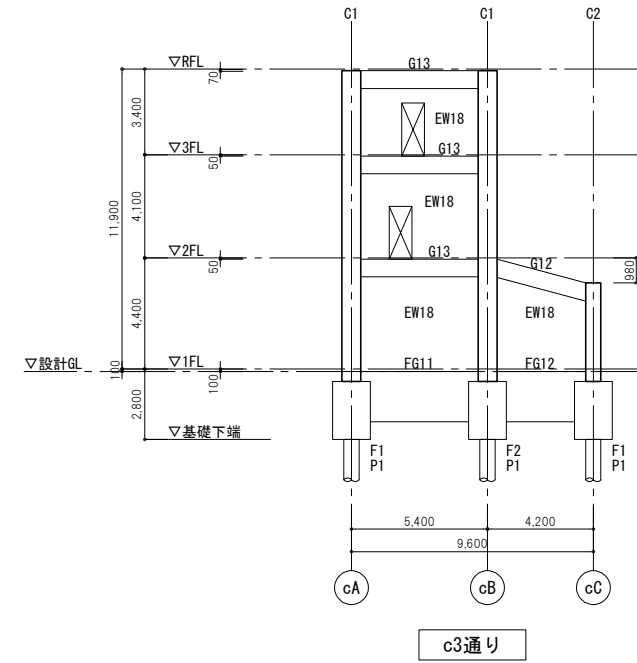 C1
C1
C2
▽RFL
G13
70
3,400
EW18
▽3FL
G13
50
11,900
4,100
EW18
▽2FL
G13
G12
50
980
4,400
EW18
EW18
▽設計GL
▽1FL
FG11
FG12
100
100
2,800
▽基礎下端
F1
P1
F2
P1
F1
P1
5,400
4,200
9,600
cA
cB
cC
c3通り